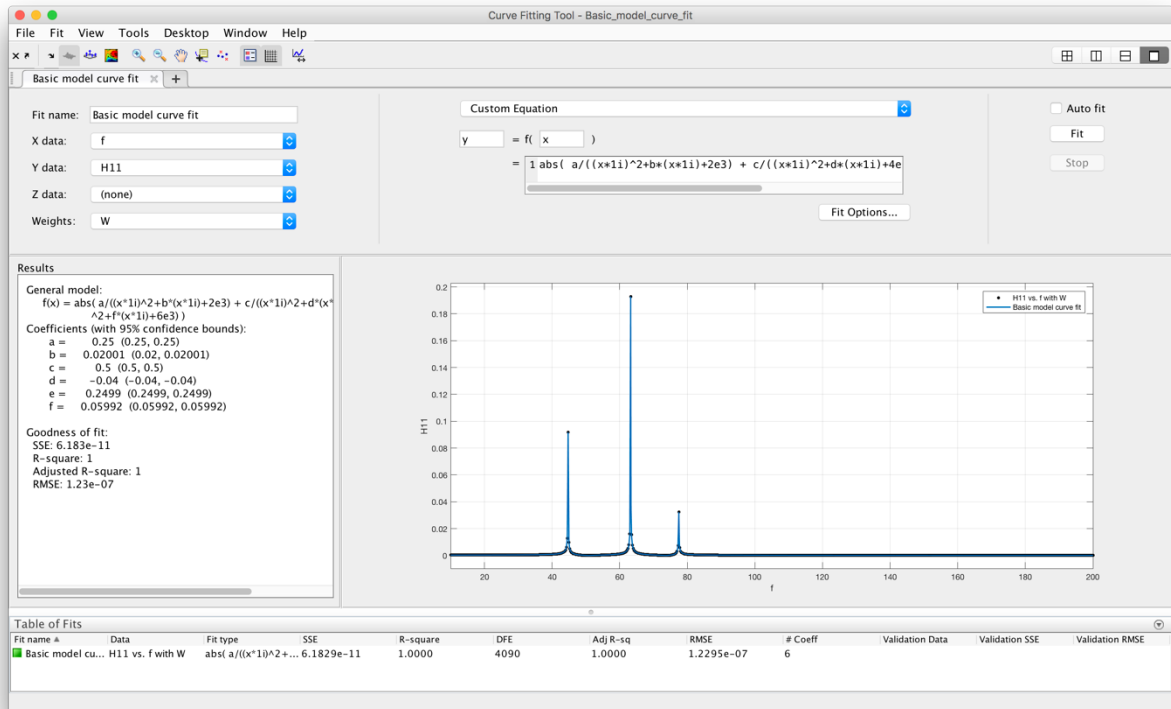 Curve Fitting Tool - Basic_model_curve_fit
File Fit View Tools Desktop Window Help
Basic model curve fit
Fit name: Basic model curve fit
X data: f
Y data: H11
Z data: (none)
Weights: W
Custom Equation
y = f( x )
= 1 abs( a/((x*1i)^2+b*(x*1i)+2e3) + c/((x*1i)^2+d*(x*1i)+4e
Fit Options...
Auto fit
Fit
Stop
Results
General model:
f(x) = abs( a/((x*1i)^2+b*(x*1i)+2e3) + c/((x*1i)^2+d*(x*
^2+f*(x*1i)+6e3) )
Coefficients (with 95% confidence bounds):
a = 0.25 (0.25, 0.25)
b = 0.02001 (0.02, 0.02001)
c = 0.5 (0.5, 0.5)
d = -0.04 (-0.04, -0.04)
e = 0.2499 (0.2499, 0.2499)
f = 0.05992 (0.05992, 0.05992)
Goodness of fit:
SSE: 6.183e-11
R-square: 1
Adjusted R-square: 1
RMSE: 1.23e-07
H11 vs. f with W
Basic model curve fit
0.2
0.18
0.16
0.14
0.12
0.1
0.08
0.06
0.04
0.02
0
H11
20 40 60 80 100 120 140 160 180 200
f
Table of Fits
Fit name Data Fit type SSE R-square DFE Adj R-sq RMSE # Coeff Validation Data Validation SSE Validation RMSE
Basic model cu... H11 vs. f with W abs( a/((x*1i)^2+... 6.1829e-11 1.0000 4090 1.0000 1.2295e-07 6